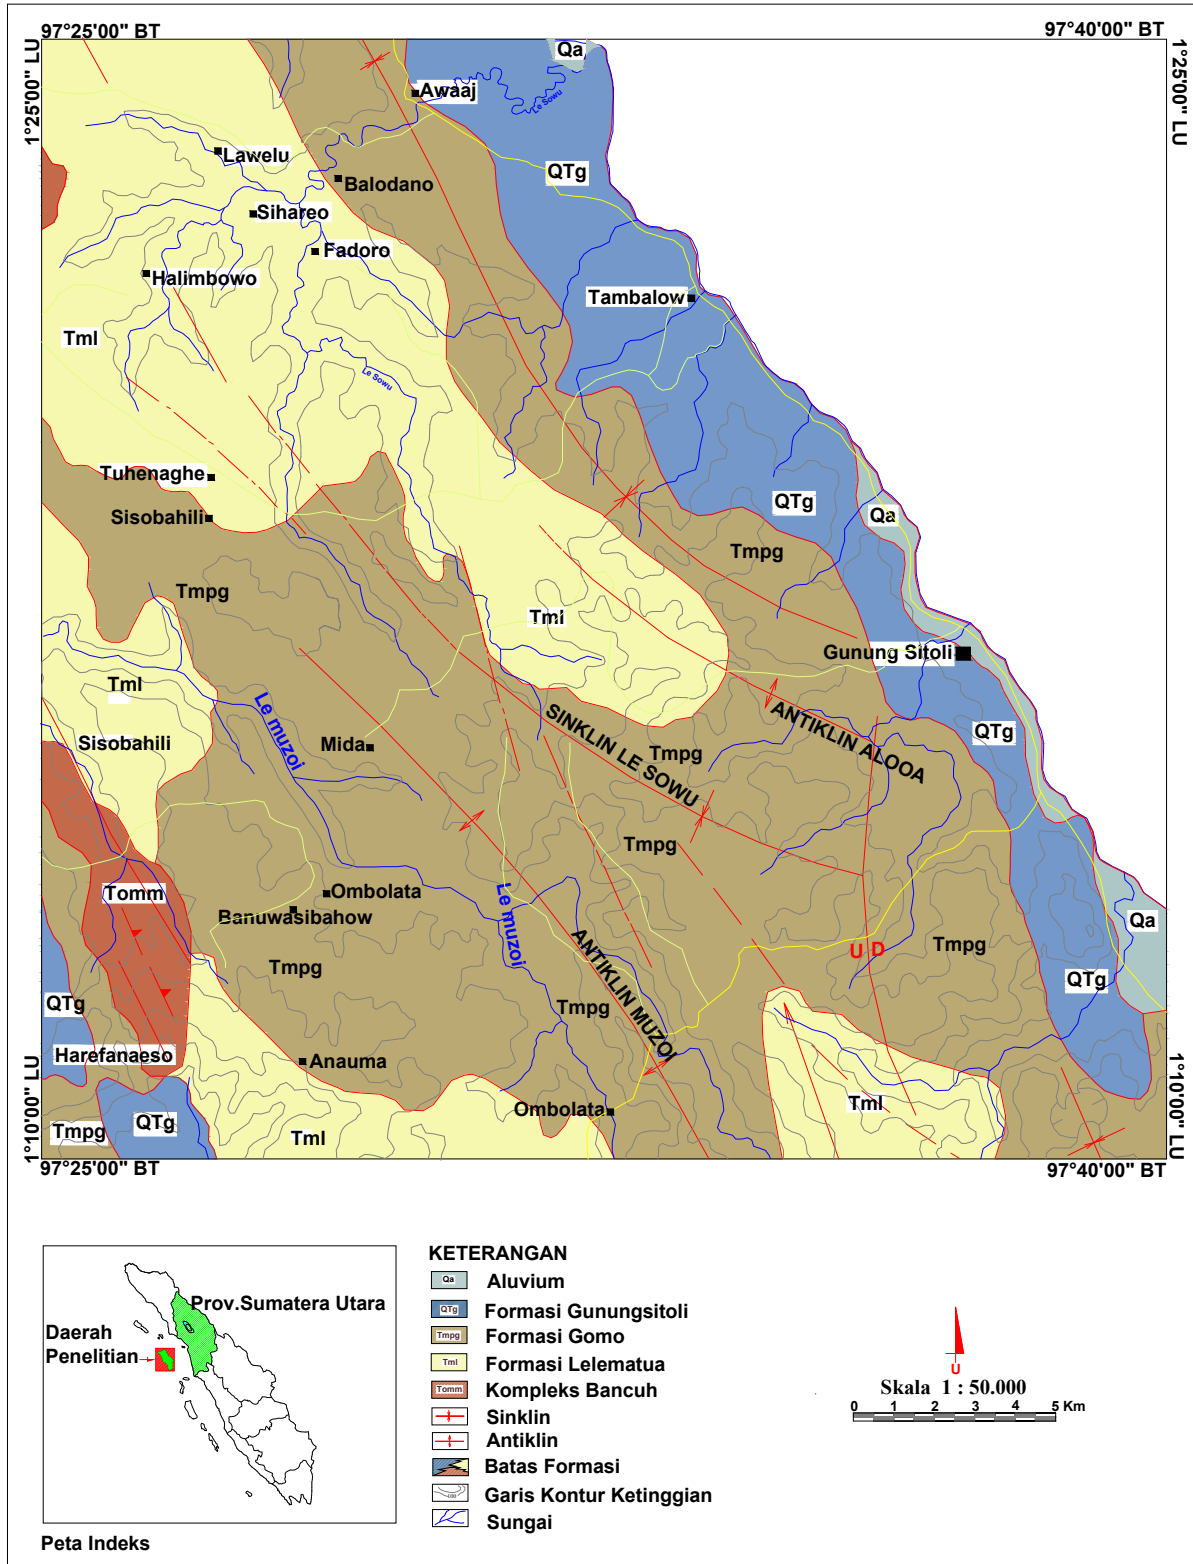 97°25'00" BT
97°40'00" BT
1°25'00" LU
1°25'00" LU
Qa
Awaaj
Le Sowu
Lawelu
QTg
Balodano
Sihareo
Fadoro
Halimbowo
Tambalow
Tml
Le Sowu
Tuhenaghe
QTg
Sisobahili
Qa
Tmpg
Tmpg
Tml
Gunung Sitoli
Tml
Le muzoi
SINKLIN LE SOWU
ANTIKLIN ALOOA
QTg
Sisobahili
Mida
Tmpg
Tmpg
Tomm
Ombolata
Banuwasibahow
Le muzoi
Qa
ANTIKLIN MUZOI
U D
Tmpg
Tmpg
QTg
QTg
Tmpg
Harefanaeso
Anauma
Tml
Ombolata
QTg
Tmpg
Tml
1°10'00" LU
1°10'00" LU
97°25'00" BT
97°40'00" BT
KETERANGAN
Qa Aluvium
QTg Formasi Gunungsitoli
Tmpg Formasi Gomo
Tml Formasi Lelematua
Tomm Kompleks Bancuh
Sinklin
Antiklin
Batas Formasi
Garis Kontur Ketinggian
Sungai
Prov.Sumatera Utara
Daerah
Penelitian
Peta Indeks
U
Skala 1 : 50.000
0 1 2 3 4 5 Km